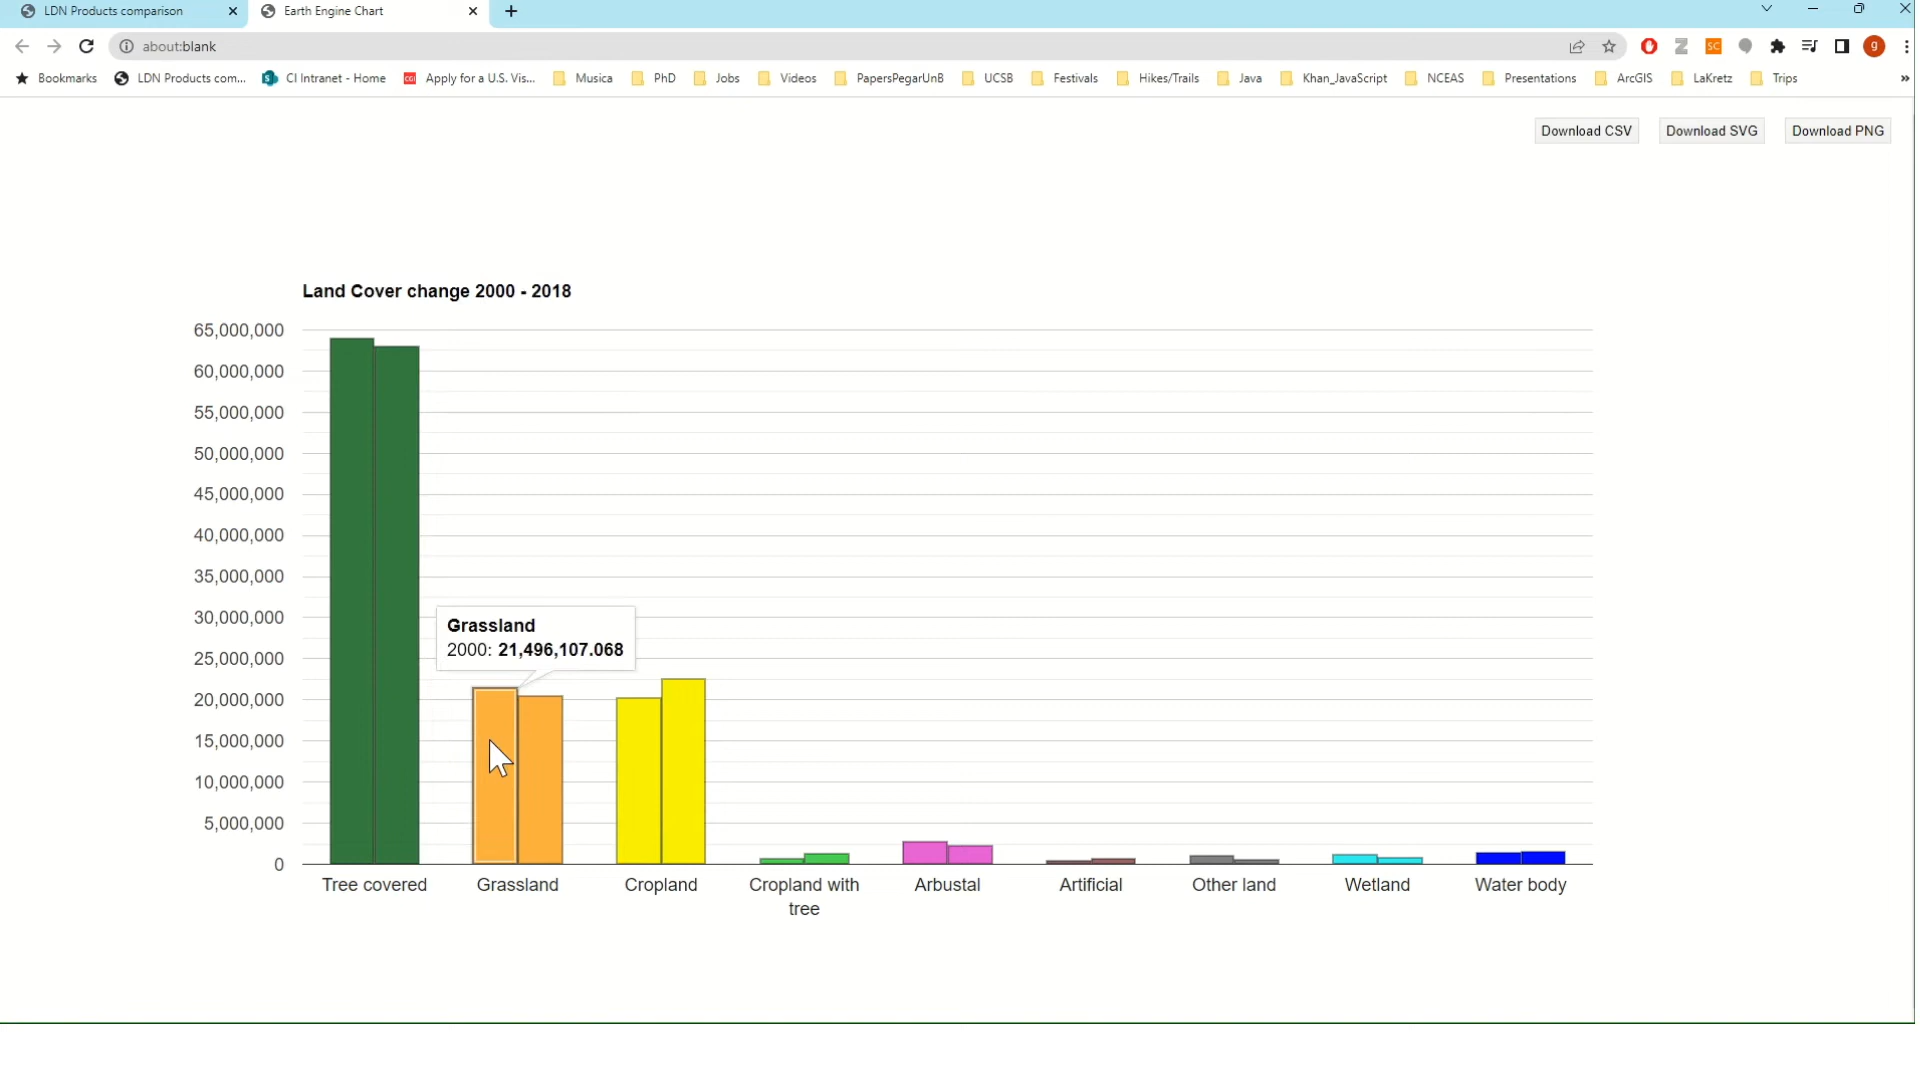 LDN Products comparison
Earth Engine Chart
about:blank
SC
g
Bookmarks
LDN Products com...
CI Intranet - Home
CGI
Apply for a U.S. Vis...
Musica
PhD
Jobs
Videos
PapersPegarUnB
UCSB
Festivals
Hikes/Trails
Java
Khan_JavaScript
NCEAS
Presentations
ArcGIS
LaKretz
Trips
Download CSV
Download SVG
Download PNG
Land Cover change 2000 - 2018
65,000,000
60,000,000
55,000,000
50,000,000
45,000,000
40,000,000
35,000,000
30,000,000
25,000,000
20,000,000
15,000,000
10,000,000
5,000,000
0
Grassland
2000: 21,496,107.068
Tree covered
Grassland
Cropland
Cropland with
tree
Arbustal
Artificial
Other land
Wetland
Water body